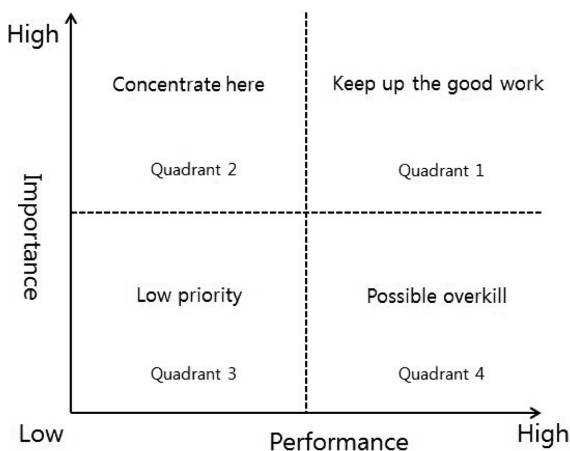 High
Concentrate here
Keep up the good work
Quadrant 2
Quadrant 1
Importance
Low priority
Possible overkill
Quadrant 3
Quadrant 4
Low
Performance
High